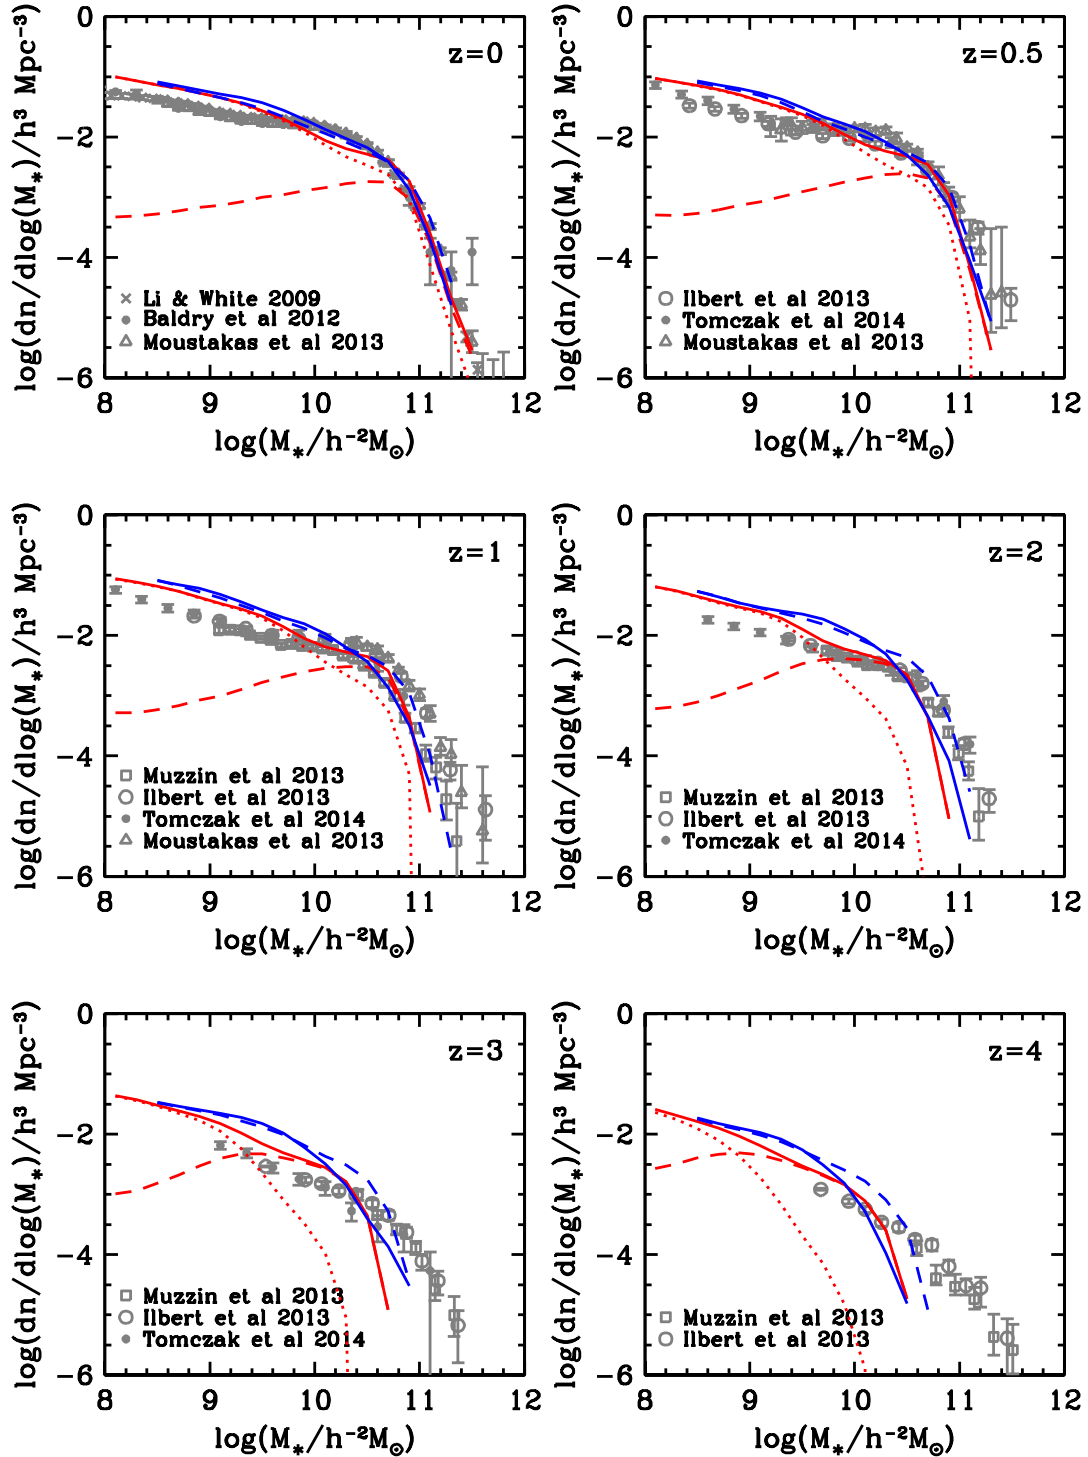 0
-2
-4
-6
log(dn/dlog(M*)/h³ Mpc⁻³)
z=0
Li & White 2009
Baldry et al 2012
Moustakas et al 2013
8 9 10 11 12
log(M*/h⁻²M⊙)
0
-2
-4
-6
log(dn/dlog(M*)/h³ Mpc⁻³)
z=0.5
Ilbert et al 2013
Tomczak et al 2014
Moustakas et al 2013
8 9 10 11 12
log(M*/h⁻²M⊙)
0
-2
-4
-6
log(dn/dlog(M*)/h³ Mpc⁻³)
z=1
Muzzin et al 2013
Ilbert et al 2013
Tomczak et al 2014
Moustakas et al 2013
8 9 10 11 12
log(M*/h⁻²M⊙)
0
-2
-4
-6
log(dn/dlog(M*)/h³ Mpc⁻³)
z=2
Muzzin et al 2013
Ilbert et al 2013
Tomczak et al 2014
8 9 10 11 12
log(M*/h⁻²M⊙)
0
-2
-4
-6
log(dn/dlog(M*)/h³ Mpc⁻³)
z=3
Muzzin et al 2013
Ilbert et al 2013
Tomczak et al 2014
8 9 10 11 12
log(M*/h⁻²M⊙)
0
-2
-4
-6
log(dn/dlog(M*)/h³ Mpc⁻³)
z=4
Muzzin et al 2013
Ilbert et al 2013
8 9 10 11 12
log(M*/h⁻²M⊙)